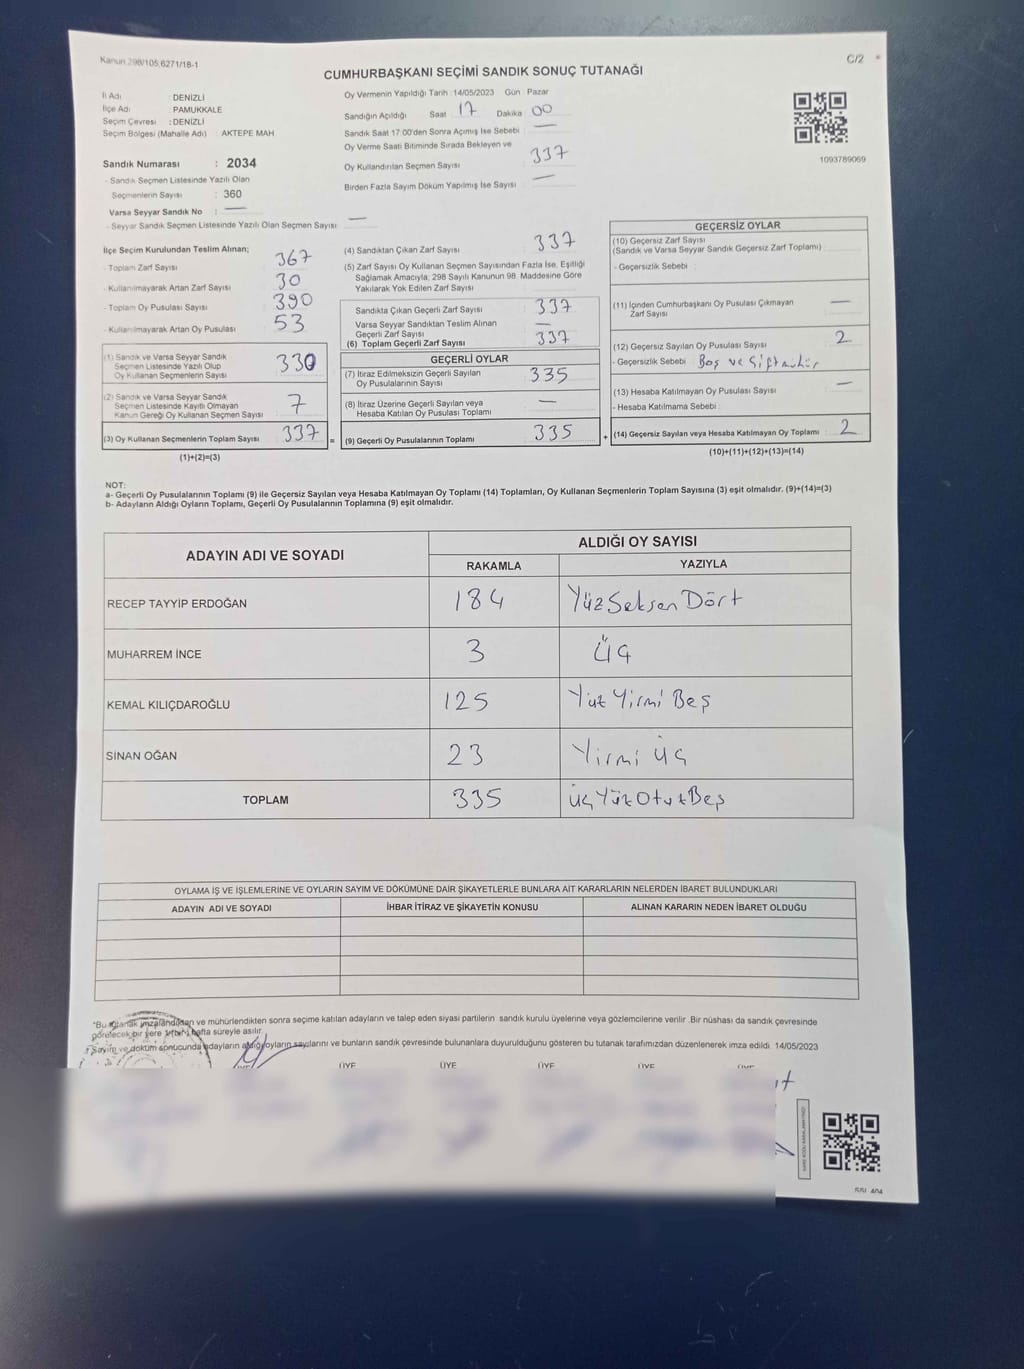 Kanun 298/105,6271/18-1
C/2
CUMHURBAŞKANI SEÇİMİ SANDIK SONUÇ TUTANAĞI
İl Adı : DENİZLİ
İlçe Adı : PAMUKKALE
Seçim Çevresi : DENİZLİ
Seçim Bölgesi (Mahalle Adı) : AKTEPE MAH.
Sandık Numarası : 2034
- Sandık Seçmen Listesinde Yazılı Olan
Seçmenlerin Sayısı : 360
Varsa Seyyar Sandık No : —
- Seyyar Sandık Seçmen Listesinde Yazılı Olan Seçmen Sayısı : —
Oy Vermenin Yapıldığı Tarih : 14/05/2023 Gün Pazar
Sandığın Açıldığı Saat 17 Dakika 00
Sandık Saat 17:00'den Sonra Açımış İse Sebebi : —
Oy Verme Saati Bitiminde Sırada Bekleyen ve
Oy Kullandırılan Seçmen Sayısı : 337
Birden Fazla Sayım Döküm Yapılmış İse Sayısı : —
1093789069
İlçe Seçim Kurulundan Teslim Alınan;
- Toplam Zarf Sayısı 367
- Kullanılmayarak Artan Zarf Sayısı 30
- Toplam Oy Pusulası Sayısı 390
- Kullanılmayarak Artan Oy Pusulası 53
(1) Sandık ve Varsa Seyyar Sandık
Seçmen Listesinde Yazılı Olup
Oy Kullanan Seçmenlerin Sayısı 330
(2) Sandık ve Varsa Seyyar Sandık
Seçmen Listesinde Kayıtlı Olmayan
Kanun Gereği Oy Kullanan Seçmen Sayısı 7
(3) Oy Kullanan Seçmenlerin Toplam Sayısı 337 =
(1)+(2)=(3)
(4) Sandıktan Çıkan Zarf Sayısı 337
(5) Zarf Sayısı Oy Kullanan Seçmen Sayısından Fazla İse, Eşitliği
Sağlamak Amacıyla; 298 Sayılı Kanunun 98. Maddesine Göre
Yakılarak Yok Edilen Zarf Sayısı :
Sandıkta Çıkan Geçerli Zarf Sayısı : 337
Varsa Seyyar Sandıktan Teslim Alınan
Geçerli Zarf Sayısı : —
(6) Toplam Geçerli Zarf Sayısı : 337
GEÇERLİ OYLAR
(7) İtiraz Edilmeksizin Geçerli Sayılan
Oy Pusulalarının Sayısı 335
(8) İtiraz Üzerine Geçerli Sayılan veya
Hesaba Katılan Oy Pusulası Toplamı —
(9) Geçerli Oy Pusulalarının Toplamı 335 +
GEÇERSİZ OYLAR
(10) Geçersiz Zarf Sayısı
(Sandık ve Varsa Seyyar Sandık Geçersiz Zarf Toplamı) :
- Geçersizlik Sebebi :
(11) İçinden Cumhurbaşkanı Oy Pusulası Çıkmayan
Zarf Sayısı —
(12) Geçersiz Sayılan Oy Pusulası Sayısı 2
- Geçersizlik Sebebi : Boş ve Çift mühür
(13) Hesaba Katılmayan Oy Pusulası Sayısı —
- Hesaba Katılmama Sebebi :
(14) Geçersiz Sayılan veya Hesaba Katılmayan Oy Toplamı : 2
(10)+(11)+(12)+(13)=(14)
NOT:
a- Geçerli Oy Pusulalarının Toplamı (9) ile Geçersiz Sayılan veya Hesaba Katılmayan Oy Toplamı (14) Toplamları, Oy Kullanan Seçmenlerin Toplam Sayısına (3) eşit olmalıdır. (9)+(14)=(3)
b- Adayların Aldığı Oyların Toplamı, Geçerli Oy Pusulalarının Toplamına (9) eşit olmalıdır.
ADAYIN ADI VE SOYADI
ALDIĞI OY SAYISI
RAKAMLA YAZIYLA
RECEP TAYYİP ERDOĞAN 184 YüzSeksenDört
MUHARREM İNCE 3 Üç
KEMAL KILIÇDAROĞLU 125 Yüz Yirmi Beş
SİNAN OĞAN 23 Yirmi Üç
TOPLAM 335 ÜçYüzOtuzBeş
OYLAMA İŞ VE İŞLEMLERİNE VE OYLARIN SAYIM VE DÖKÜMÜNE DAİR ŞİKAYETLERLE BUNLARA AİT KARARLARIN NELERDEN İBARET BULUNDUKLARI
ADAYIN ADI VE SOYADI İHBAR İTİRAZ VE ŞİKAYETİN KONUSU ALINAN KARARIN NEDEN İBARET OLDUĞU
*Bu tutanak imzalandıktan ve mühürlendikten sonra seçime katılan adayların ve talep eden siyasi partilerin sandık kurulu üyelerine veya gözlemcilerine verilir .Bir nüshası da sandık çevresinde
görülecek bir yere 1(bir) hafta süreyle asılır.
* Sayım ve döküm sonucunda adayların aldığı oyların sayılarını ve bunların sandık çevresinde bulunanlara duyurulduğunu gösteren bu tutanak tarafımızdan düzenlenerek imza edildi. 14/05/2023
ÜYE ÜYE ÜYE ÜYE ÜYE